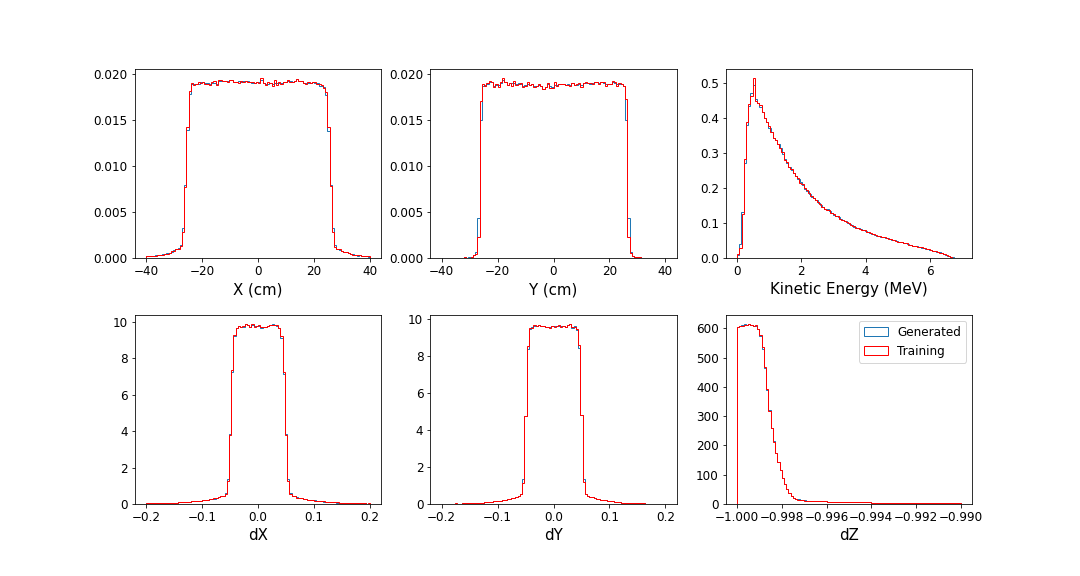 0.020
0.015
0.010
0.005
0.000
−40 −20 0 20 40
X (cm)
0.020
0.015
0.010
0.005
0.000
−40 −20 0 20 40
Y (cm)
0.5
0.4
0.3
0.2
0.1
0.0
0 2 4 6
Kinetic Energy (MeV)
10
8
6
4
2
0
−0.2 −0.1 0.0 0.1 0.2
dX
10
8
6
4
2
0
−0.2 −0.1 0.0 0.1 0.2
dY
600
500
400
300
200
100
0
Generated
Training
−1.000 −0.998 −0.996 −0.994 −0.992 −0.990
dZ